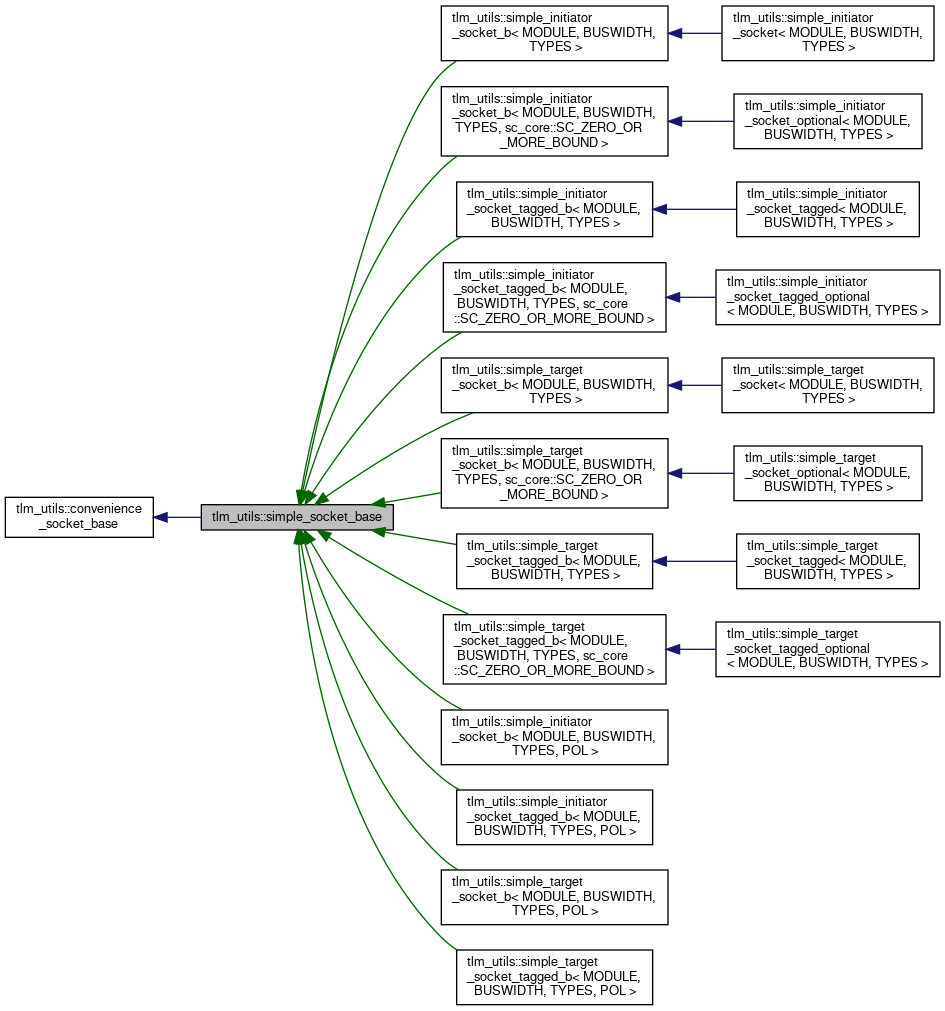 tlm_utils::simple_initiator
_socket_b< MODULE, BUSWIDTH,
TYPES >
tlm_utils::simple_initiator
_socket< MODULE, BUSWIDTH,
TYPES >
tlm_utils::simple_initiator
_socket_b< MODULE, BUSWIDTH,
TYPES, sc_core::SC_ZERO_OR
_MORE_BOUND >
tlm_utils::simple_initiator
_socket_optional< MODULE,
BUSWIDTH, TYPES >
tlm_utils::simple_initiator
_socket_tagged_b< MODULE,
BUSWIDTH, TYPES >
tlm_utils::simple_initiator
_socket_tagged< MODULE,
BUSWIDTH, TYPES >
tlm_utils::simple_initiator
_socket_tagged_b< MODULE,
BUSWIDTH, TYPES, sc_core
::SC_ZERO_OR_MORE_BOUND >
tlm_utils::simple_initiator
_socket_tagged_optional
< MODULE, BUSWIDTH, TYPES >
tlm_utils::simple_target
_socket_b< MODULE, BUSWIDTH,
TYPES >
tlm_utils::simple_target
_socket< MODULE, BUSWIDTH,
TYPES >
tlm_utils::simple_target
_socket_b< MODULE, BUSWIDTH,
TYPES, sc_core::SC_ZERO_OR
_MORE_BOUND >
tlm_utils::simple_target
_socket_optional< MODULE,
BUSWIDTH, TYPES >
tlm_utils::convenience
_socket_base
tlm_utils::simple_socket_base
tlm_utils::simple_target
_socket_tagged_b< MODULE,
BUSWIDTH, TYPES >
tlm_utils::simple_target
_socket_tagged< MODULE,
BUSWIDTH, TYPES >
tlm_utils::simple_target
_socket_tagged_b< MODULE,
BUSWIDTH, TYPES, sc_core
::SC_ZERO_OR_MORE_BOUND >
tlm_utils::simple_target
_socket_tagged_optional
< MODULE, BUSWIDTH, TYPES >
tlm_utils::simple_initiator
_socket_b< MODULE, BUSWIDTH,
TYPES, POL >
tlm_utils::simple_initiator
_socket_tagged_b< MODULE,
BUSWIDTH, TYPES, POL >
tlm_utils::simple_target
_socket_b< MODULE, BUSWIDTH,
TYPES, POL >
tlm_utils::simple_target
_socket_tagged_b< MODULE,
BUSWIDTH, TYPES, POL >